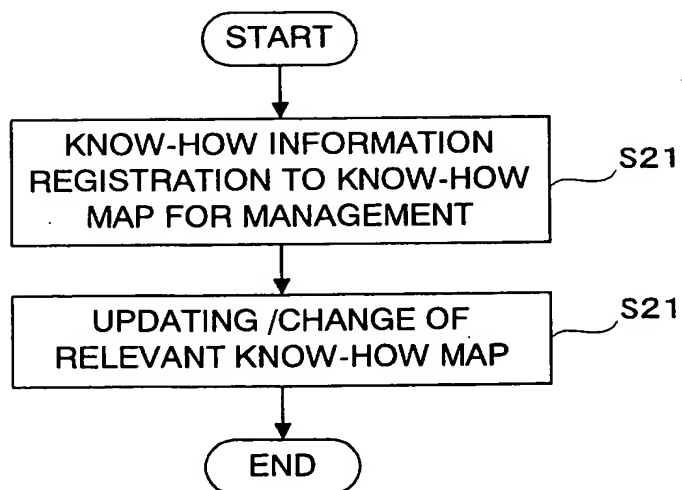 START
KNOW-HOW INFORMATION
REGISTRATION TO KNOW-HOW
MAP FOR MANAGEMENT
S21
UPDATING /CHANGE OF
RELEVANT KNOW-HOW MAP
S21
END